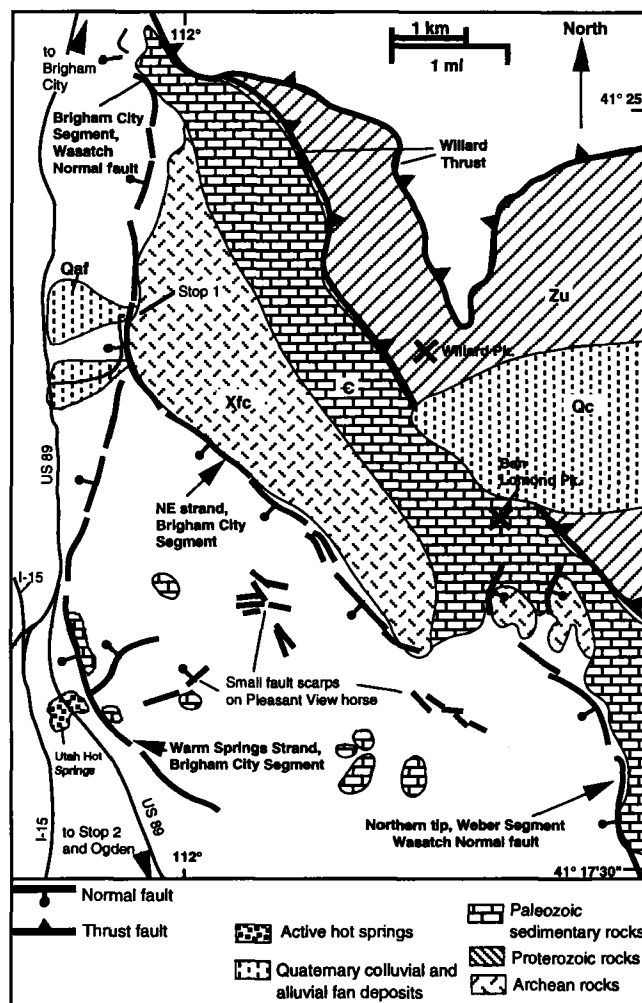 112°
1 km
1 mi
North
to
Brigham
City
41° 25'
Brigham City
Segment,
Wasatch
Normal fault
Willard
Thrust
Qaf
Stop 1
Zu
Willard Pk.
Xfc
Є
Qc
US 89
Ben
Lomond Pk.
NE strand,
Brigham City
Segment
I-15
Small fault scarps
on Pleasant View horse
Utah Hot
Springs
Warm Springs Strand,
Brigham City Segment
I-15
US 89
to Stop 2
and Ogden
Northern tip, Weber Segment
Wasatch Normal fault
112°
41° 17'30"
Normal fault
Thrust fault
Active hot springs
Quaternary colluvial and
alluvial fan deposits
Paleozoic
sedimentary rocks
Proterozoic rocks
Archean rocks